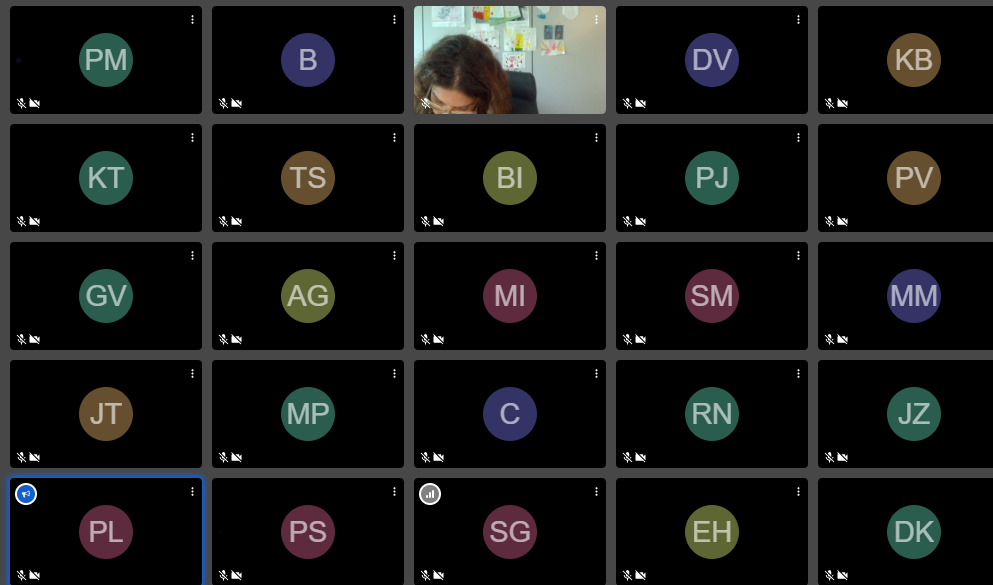 PM B DV KB
KT TS BI PJ PV
GV AG MI SM MM
JT MP C RN JZ
PL PS SG EH DK